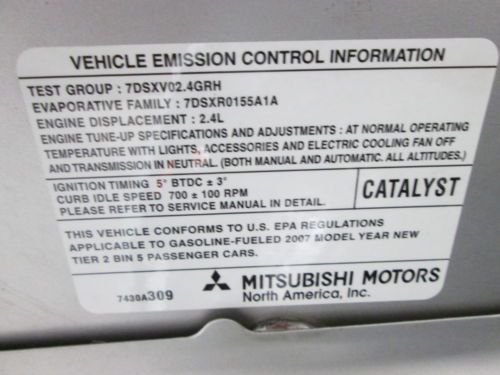 VEHICLE EMISSION CONTROL INFORMATION
TEST GROUP : 7DSXV02.4GRH
EVAPORATIVE FAMILY : 7DSXR0155A1A
ENGINE DISPLACEMENT : 2.4L
ENGINE TUNE-UP SPECIFICATIONS AND ADJUSTMENTS : AT NORMAL OPERATING
TEMPERATURE WITH LIGHTS, ACCESSORIES AND ELECTRIC COOLING FAN OFF
AND TRANSMISSION IN NEUTRAL. (BOTH MANUAL AND AUTOMATIC. ALL ALTITUDES.)
IGNITION TIMING 5° BTDC ± 3°
CURB IDLE SPEED 700 ± 100 RPM
PLEASE REFER TO SERVICE MANUAL IN DETAIL.
CATALYST
THIS VEHICLE CONFORMS TO U.S. EPA REGULATIONS
APPLICABLE TO GASOLINE-FUELED 2007 MODEL YEAR NEW
TIER 2 BIN 5 PASSENGER CARS.
7430A309
MITSUBISHI MOTORS
North America, Inc.